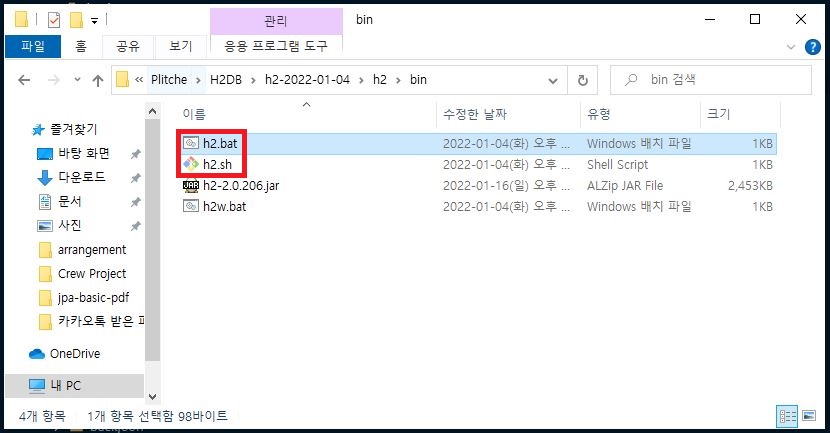 관리
bin
파일 홈 공유 보기 응용 프로그램 도구
« Plitche > H2DB > h2-2022-01-04 > h2 > bin
bin 검색
이름 수정한 날짜 유형 크기
h2.bat 2022-01-04(화) 오후 ... Windows 배치 파일 1KB
h2.sh 2022-01-04(화) 오후 ... Shell Script 1KB
h2-2.0.206.jar 2022-01-16(일) 오후 ... ALZip JAR File 2,453KB
h2w.bat 2022-01-04(화) 오후 ... Windows 배치 파일 1KB
즐겨찾기
바탕 화면
다운로드
문서
사진
arrangement
Crew Project
jpa-basic-pdf
카카오톡 받은 파
OneDrive
내 PC
4개 항목 1개 항목 선택함 98바이트